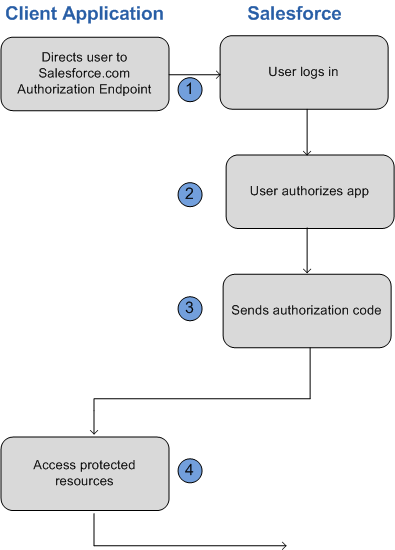 Client Application
Salesforce
Directs user to
Salesforce.com
Authorization Endpoint
1
User logs in
2
User authorizes app
3
Sends authorization code
Access protected
resources
4